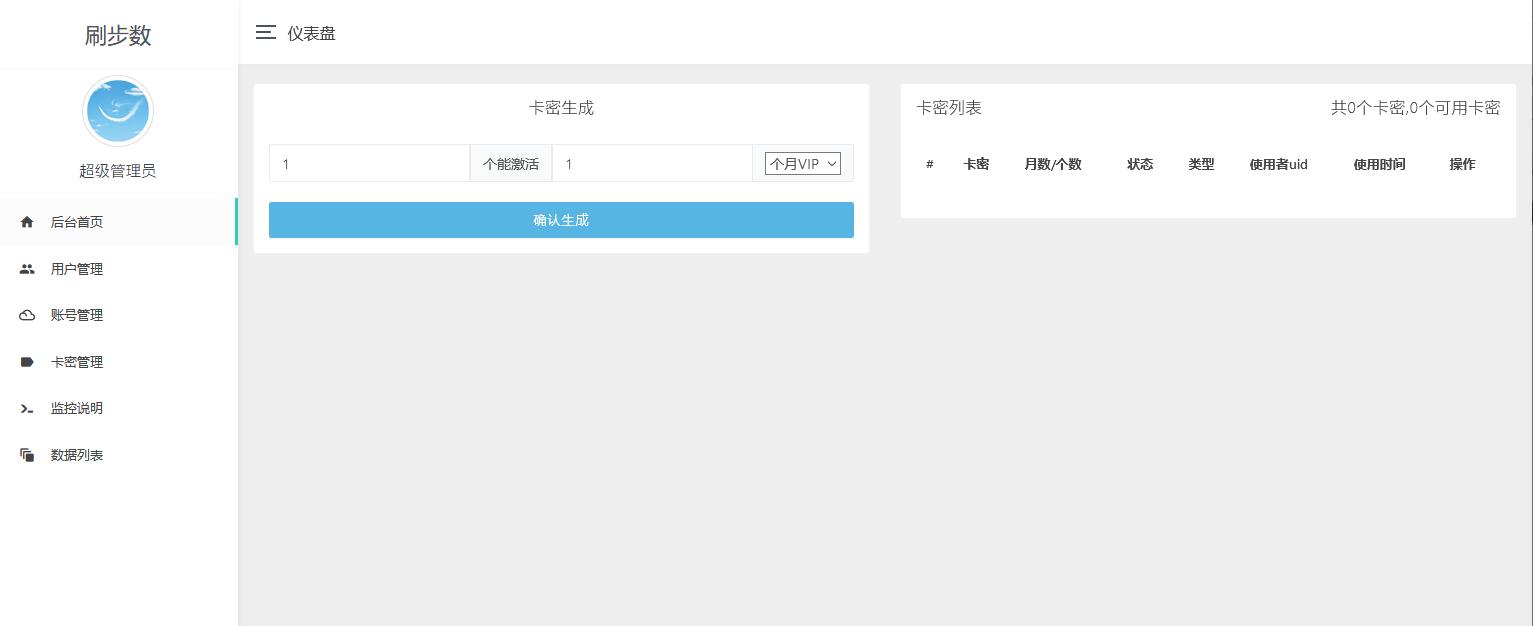 刷步数
超级管理员
后台首页
用户管理
账号管理
卡密管理
监控说明
数据列表
仪表盘
卡密生成
1 个能激活 1 个月VIP
确认生成
卡密列表 共0个卡密,0个可用卡密
# 卡密 月数/个数 状态 类型 使用者uid 使用时间 操作